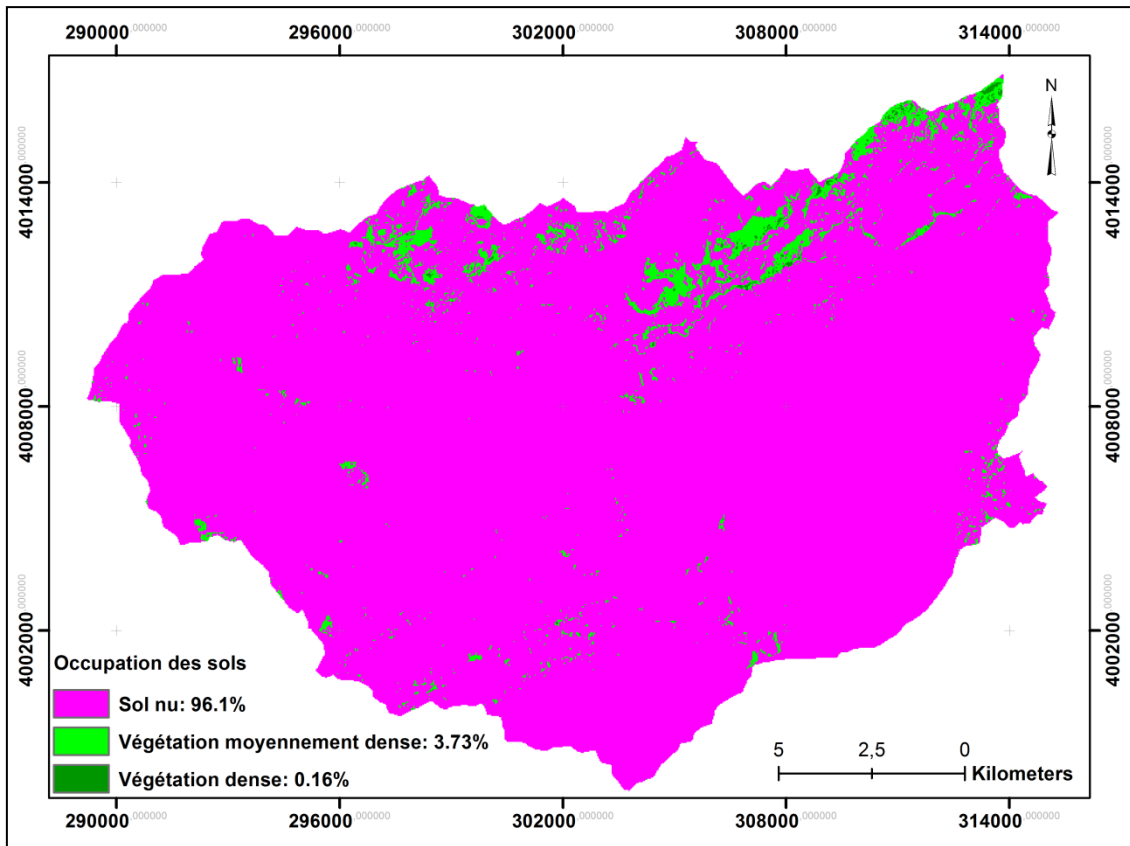 290000,000000 296000,000000 302000,000000 308000,000000 314000,000000
N
4014000,000000 4014000,000000
4008000,000000 4008000,000000
4002000,000000 4002000,000000
Occupation des sols
Sol nu: 96.1%
Végétation moyennement dense: 3.73%
Végétation dense: 0.16%
5 2,5 0
Kilometers
290000,000000 296000,000000 302000,000000 308000,000000 314000,000000